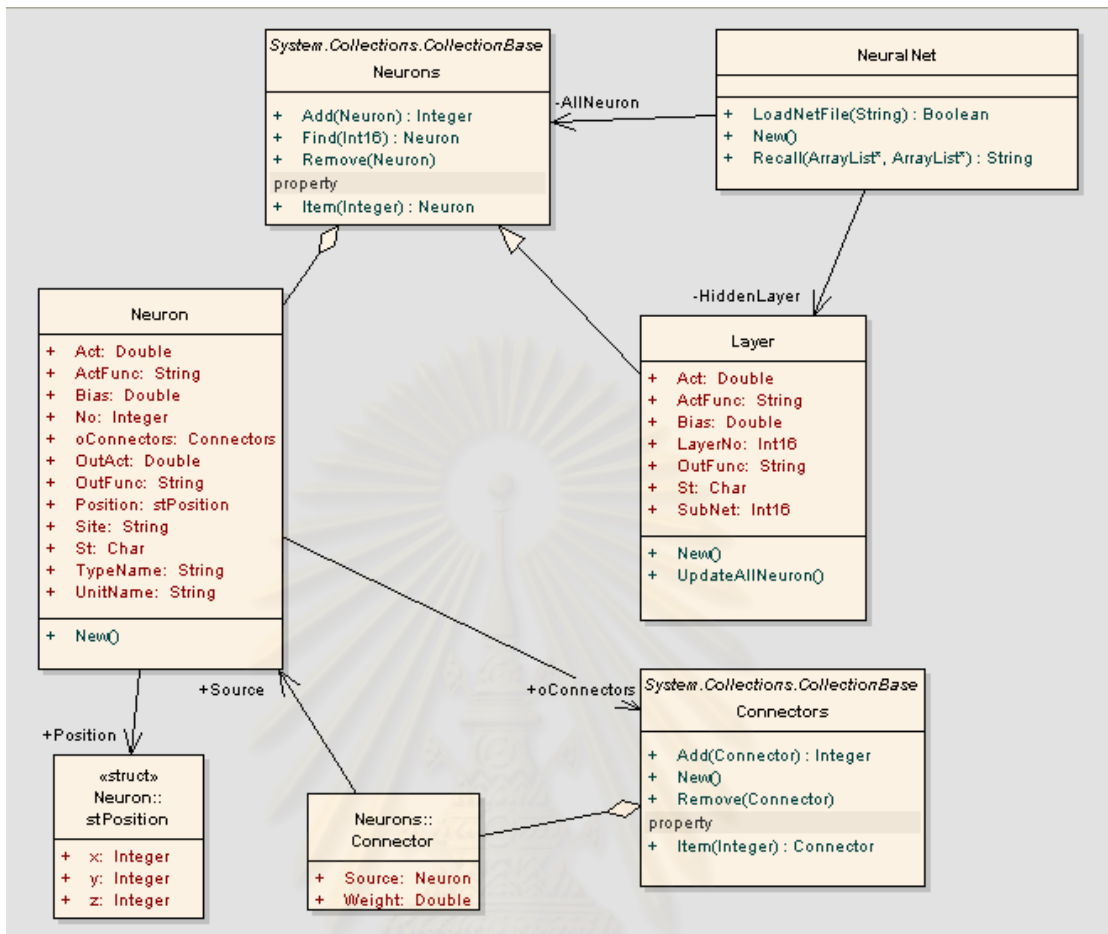 System.Collections.CollectionBase
Neurons
+ Add(Neuron) : Integer
+ Find(Int16) : Neuron
+ Remove(Neuron)
property
+ Item(Integer) : Neuron
NeuralNet
+ LoadNetFile(String) : Boolean
+ New()
+ Recall(ArrayList*, ArrayList*) : String
-AllNeuron
-HiddenLayer
Neuron
+ Act: Double
+ ActFunc: String
+ Bias: Double
+ No: Integer
+ oConnectors: Connectors
+ OutAct: Double
+ OutFunc: String
+ Position: stPosition
+ Site: String
+ St: Char
+ TypeName: String
+ UnitName: String
+ New()
Layer
+ Act: Double
+ ActFunc: String
+ Bias: Double
+ LayerNo: Int16
+ OutFunc: String
+ St: Char
+ SubNet: Int16
+ New()
+ UpdateAllNeuron()
+Source
+oConnectors
+Position
System.Collections.CollectionBase
Connectors
+ Add(Connector) : Integer
+ New()
+ Remove(Connector)
property
+ Item(Integer) : Connector
«struct»
Neuron::
stPosition
+ x: Integer
+ y: Integer
+ z: Integer
Neurons::
Connector
+ Source: Neuron
+ Weight: Double